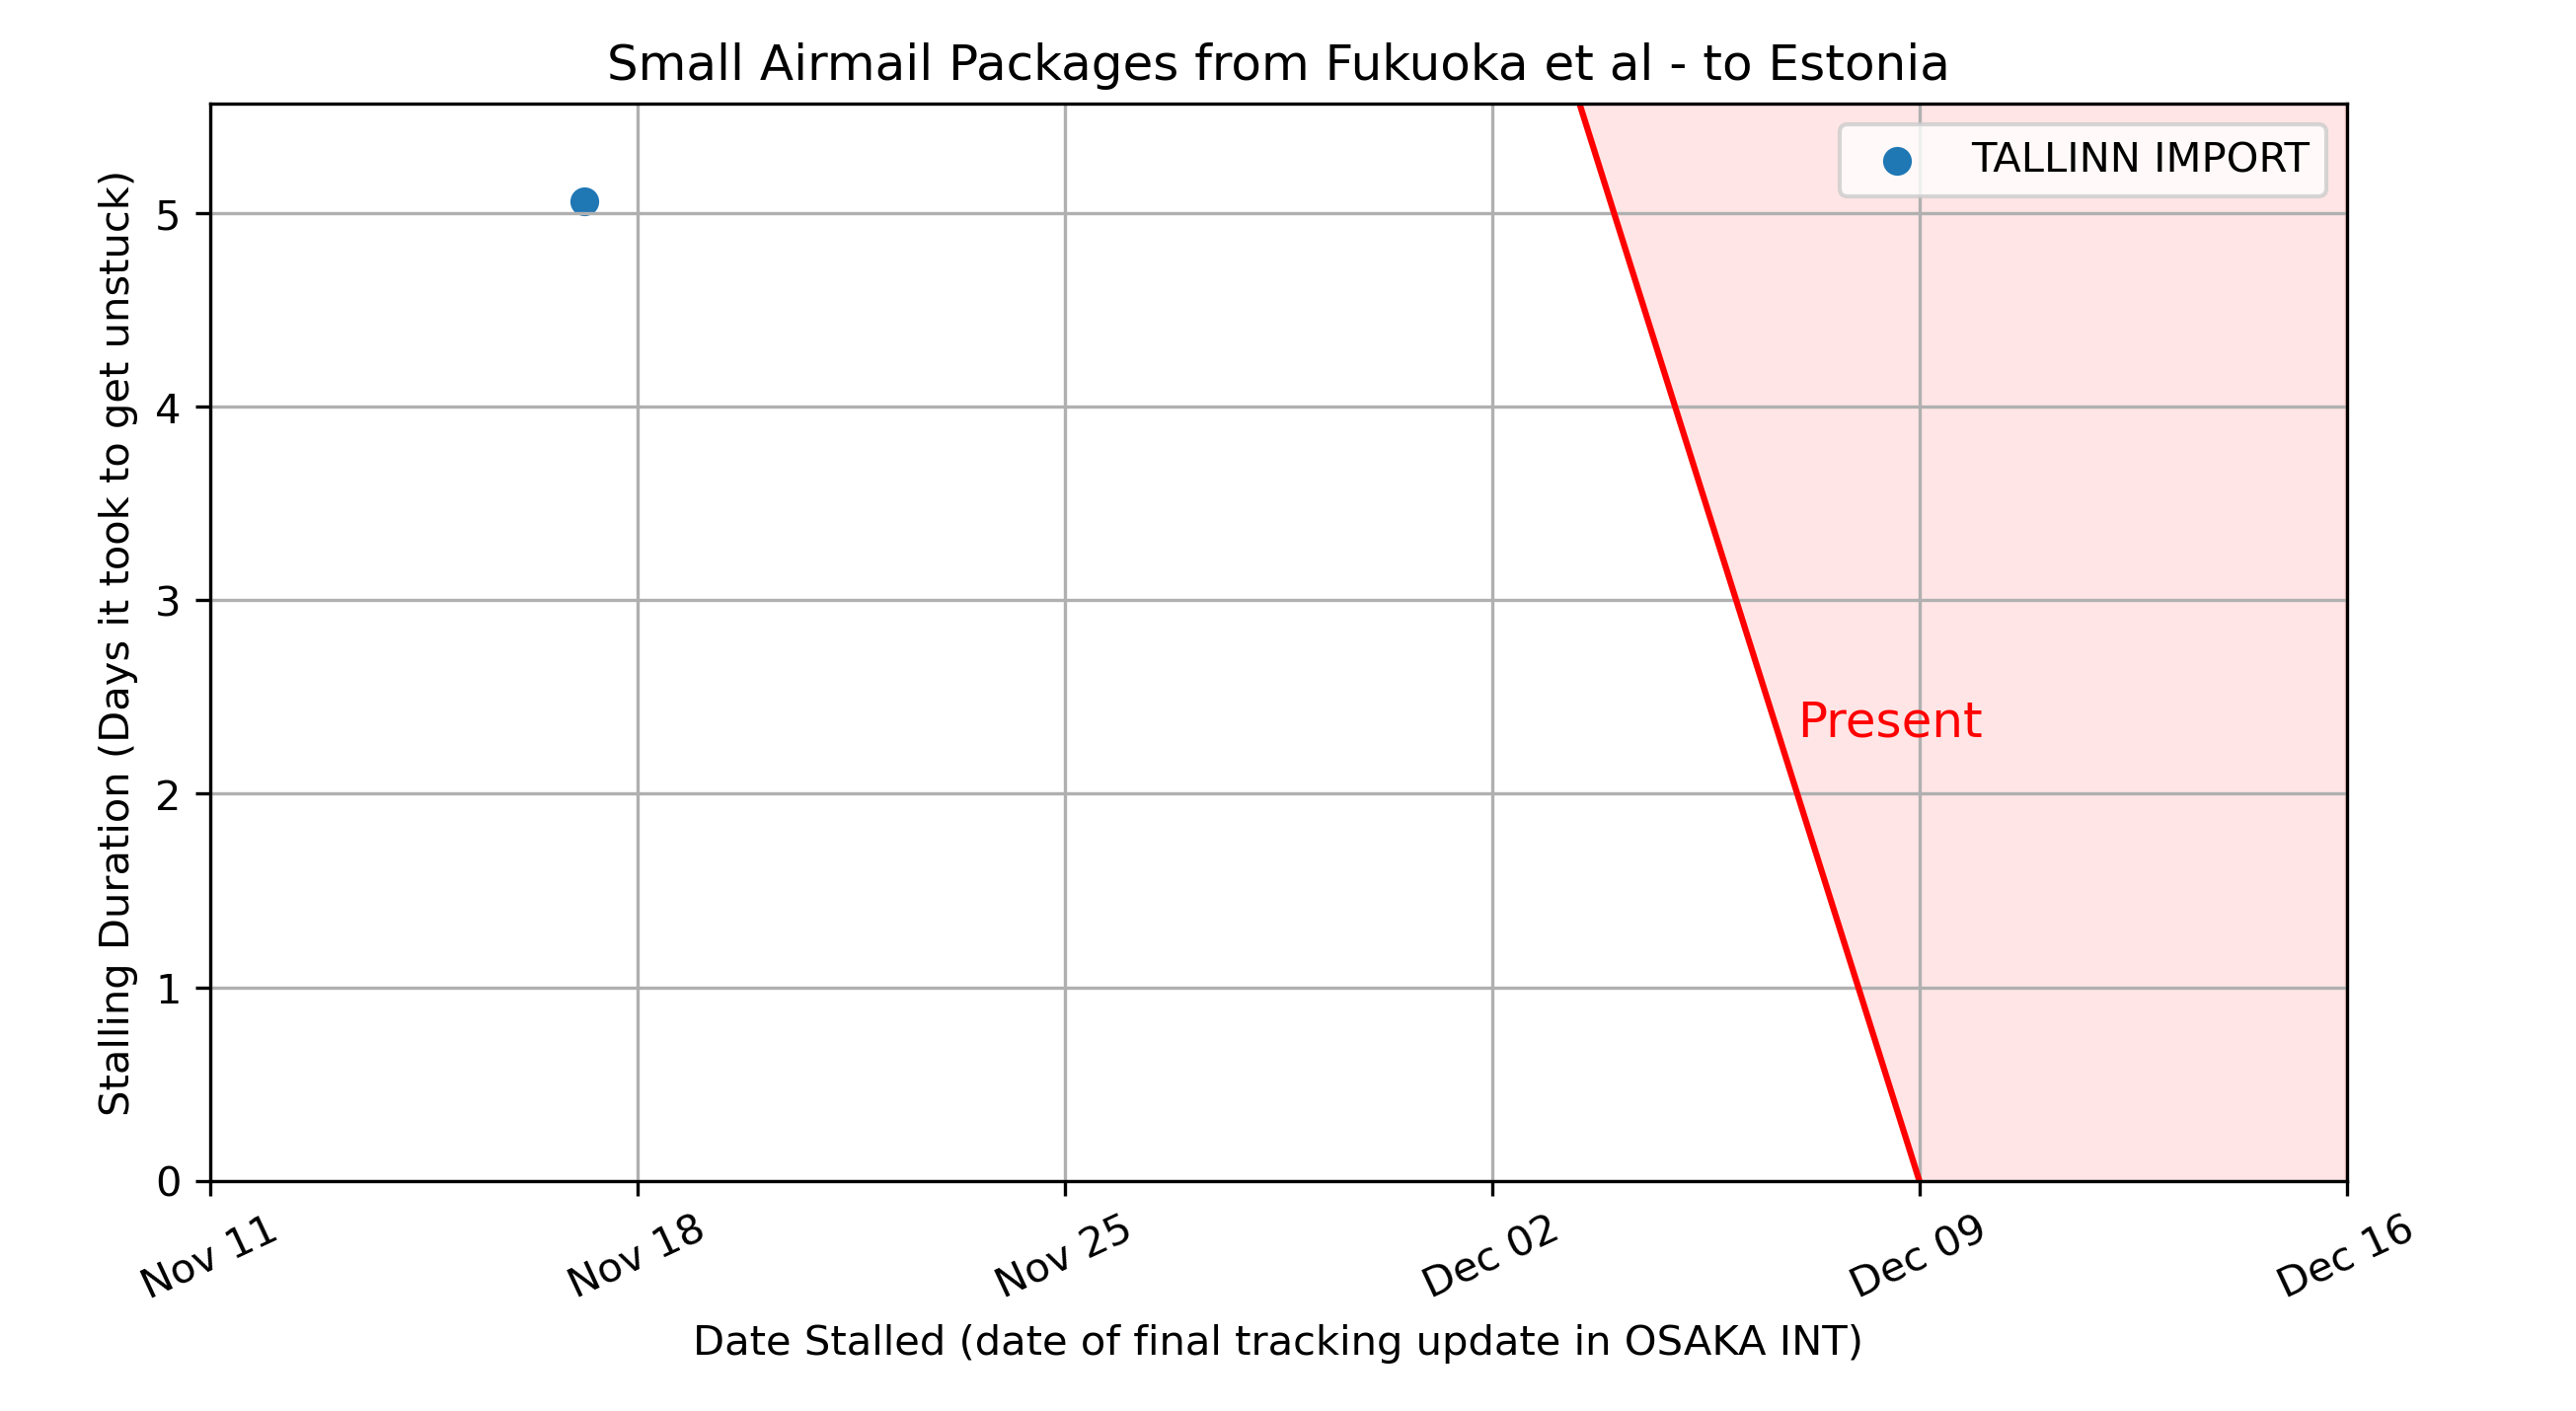 Small Airmail Packages from Fukuoka et al - to Estonia
TALLINN IMPORT
Stalling Duration (Days it took to get unstuck)
5
4
3
2
1
0
Present
Nov 11
Nov 18
Nov 25
Dec 02
Dec 09
Dec 16
Date Stalled (date of final tracking update in OSAKA INT)